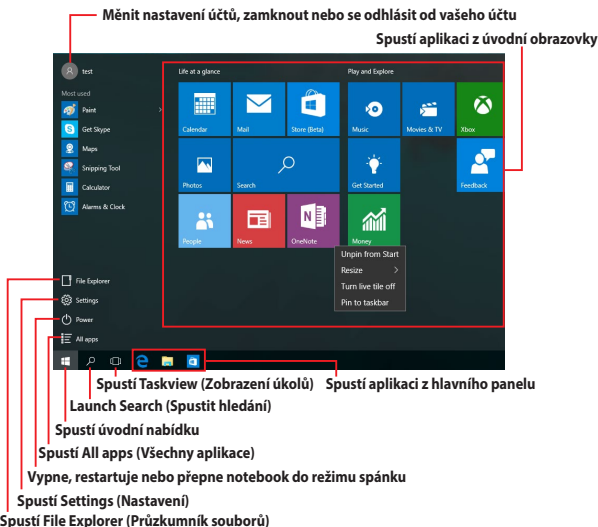 Měnit nastavení účtů, zamknout nebo se odhlásit od vašeho účtu
Spustí aplikaci z úvodní obrazovky
test
Life at a glance
Play and Explore
Most used
Paint
Get Skype
Maps
Snipping Tool
Calculator
Alarms & Clock
Calendar
Mail
Store (Beta)
Music
Movies & TV
Xbox
Photos
Search
Get Started
Feedback
People
News
OneNote
Money
Unpin from Start
Resize
Turn live tile off
Pin to taskbar
File Explorer
Settings
Power
All apps
Spustí Taskview (Zobrazení úkolů)
Spustí aplikaci z hlavního panelu
Launch Search (Spustit hledání)
Spustí úvodní nabídku
Spustí All apps (Všechny aplikace)
Vypne, restartuje nebo přepne notebook do režimu spánku
Spustí Settings (Nastavení)
Spustí File Explorer (Průzkumník souborů)